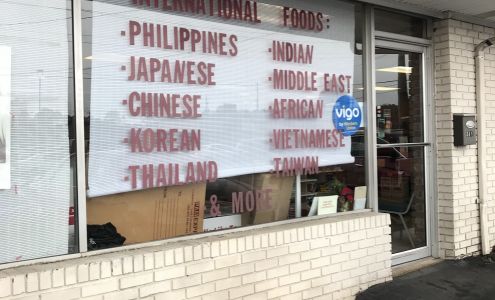 INTERNATIONAL FOODS:
·PHILIPPINES
·JAPANESE
·CHINESE
·KOREAN
·THAILAND
·INDIAN
·MIDDLE EAST
·AFRICAN
·VIETNAMESE
·TAIWAN
& MORE
vigo